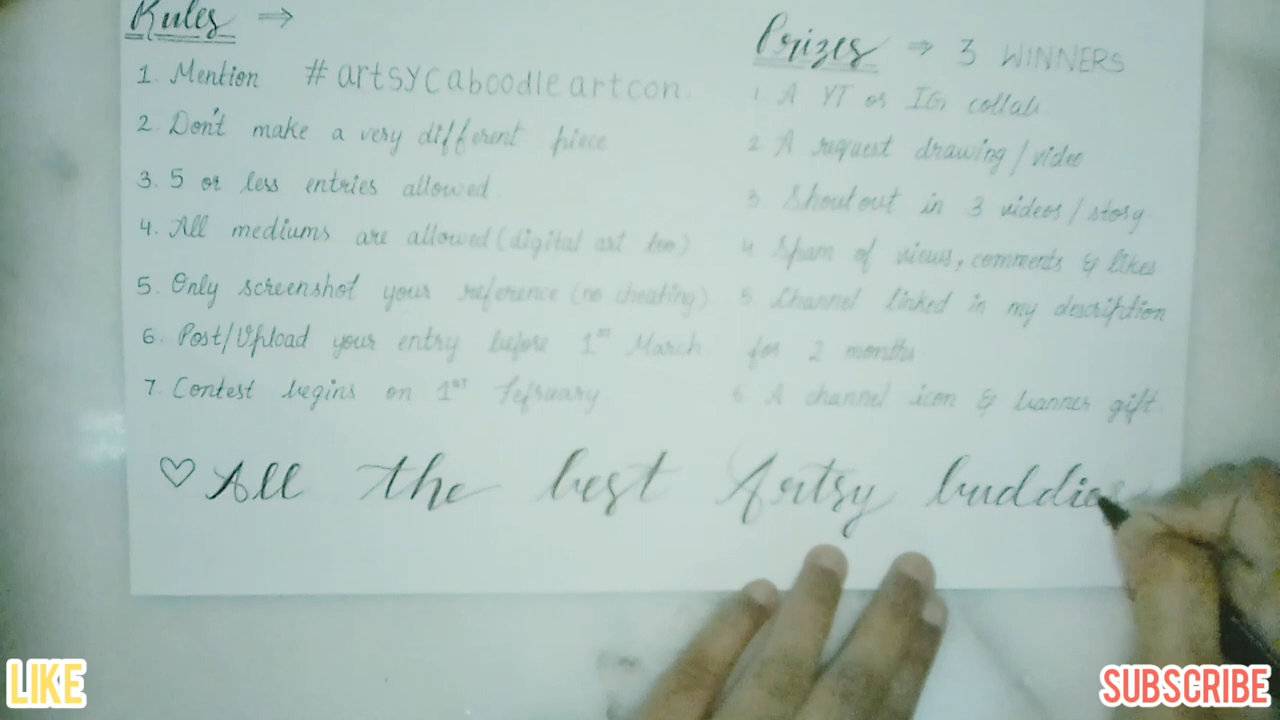 Rules ⇒
1. Mention #artsycaboodleartcon.
2. Don't make a very different piece
3. 5 or less entries allowed.
4. All mediums are allowed (digital art too)
5. Only screenshot your reference (no cheating)
6. Post/Upload your entry before 1st March
7. Contest begins on 1st February
Prizes ⇒ 3 WINNERS
1. A YT or IG collab
2 A request drawing/video
3 Shoutout in 3 videos/story
4 Spam of views, comments & likes
5 Channel linked in my description
for 2 months
6 A channel icon & banner gift.
♡ All the best Artsy buddies
LIKE
SUBSCRIBE